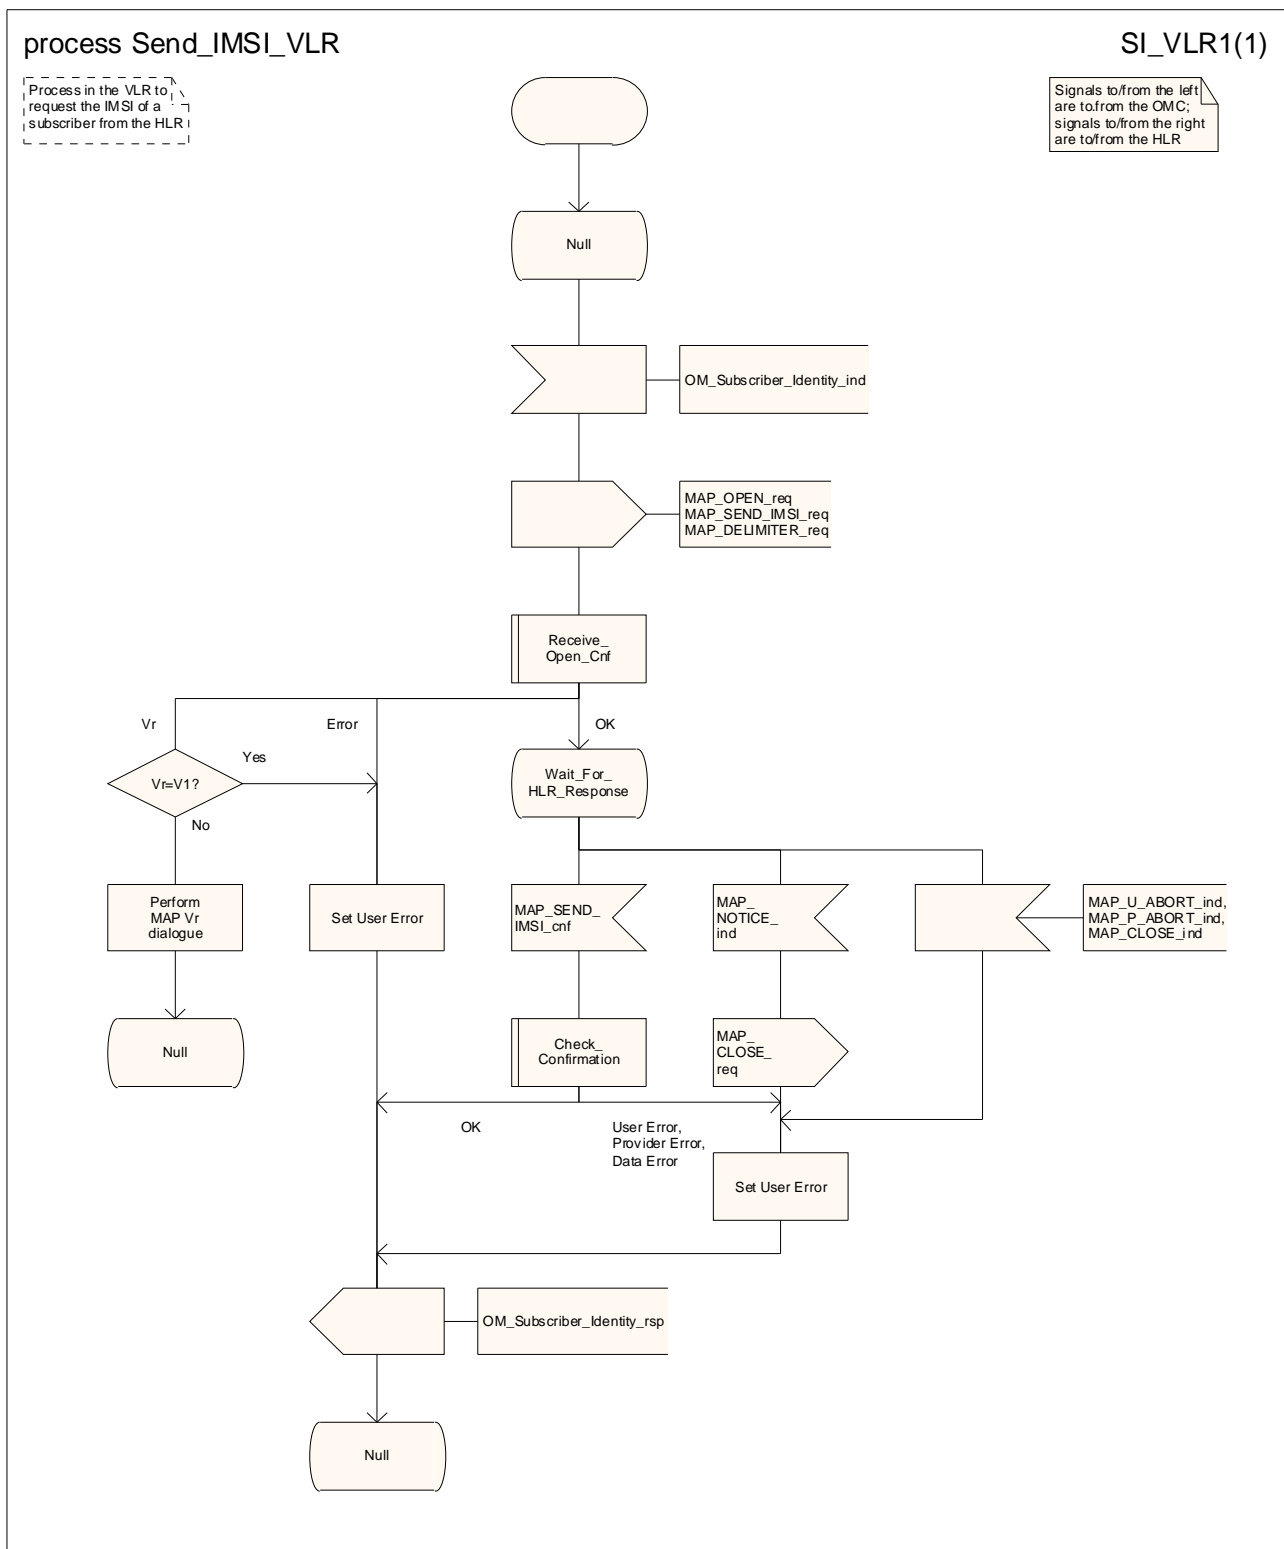 process Send_IMSI_VLR
SI_VLR1(1)
Process in the VLR to
request the IMSI of a
subscriber from the HLR
Signals to/from the left
are to.from the OMC;
signals to/from the right
are to/from the HLR
Null
OM_Subscriber_Identity_ind
MAP_OPEN_req
MAP_SEND_IMSI_req
MAP_DELIMITER_req
Receive_
Open_Cnf
Vr
Error
OK
Yes
Vr=V1?
Wait_For_
HLR_Response
No
Perform
MAP Vr
dialogue
Set User Error
MAP_SEND_
IMSI_cnf
MAP_
NOTICE_
ind
MAP_U_ABORT_ind,
MAP_P_ABORT_ind,
MAP_CLOSE_ind
Null
Check_
Confirmation
MAP_
CLOSE_
req
OK
User Error,
Provider Error,
Data Error
Set User Error
OM_Subscriber_Identity_rsp
Null